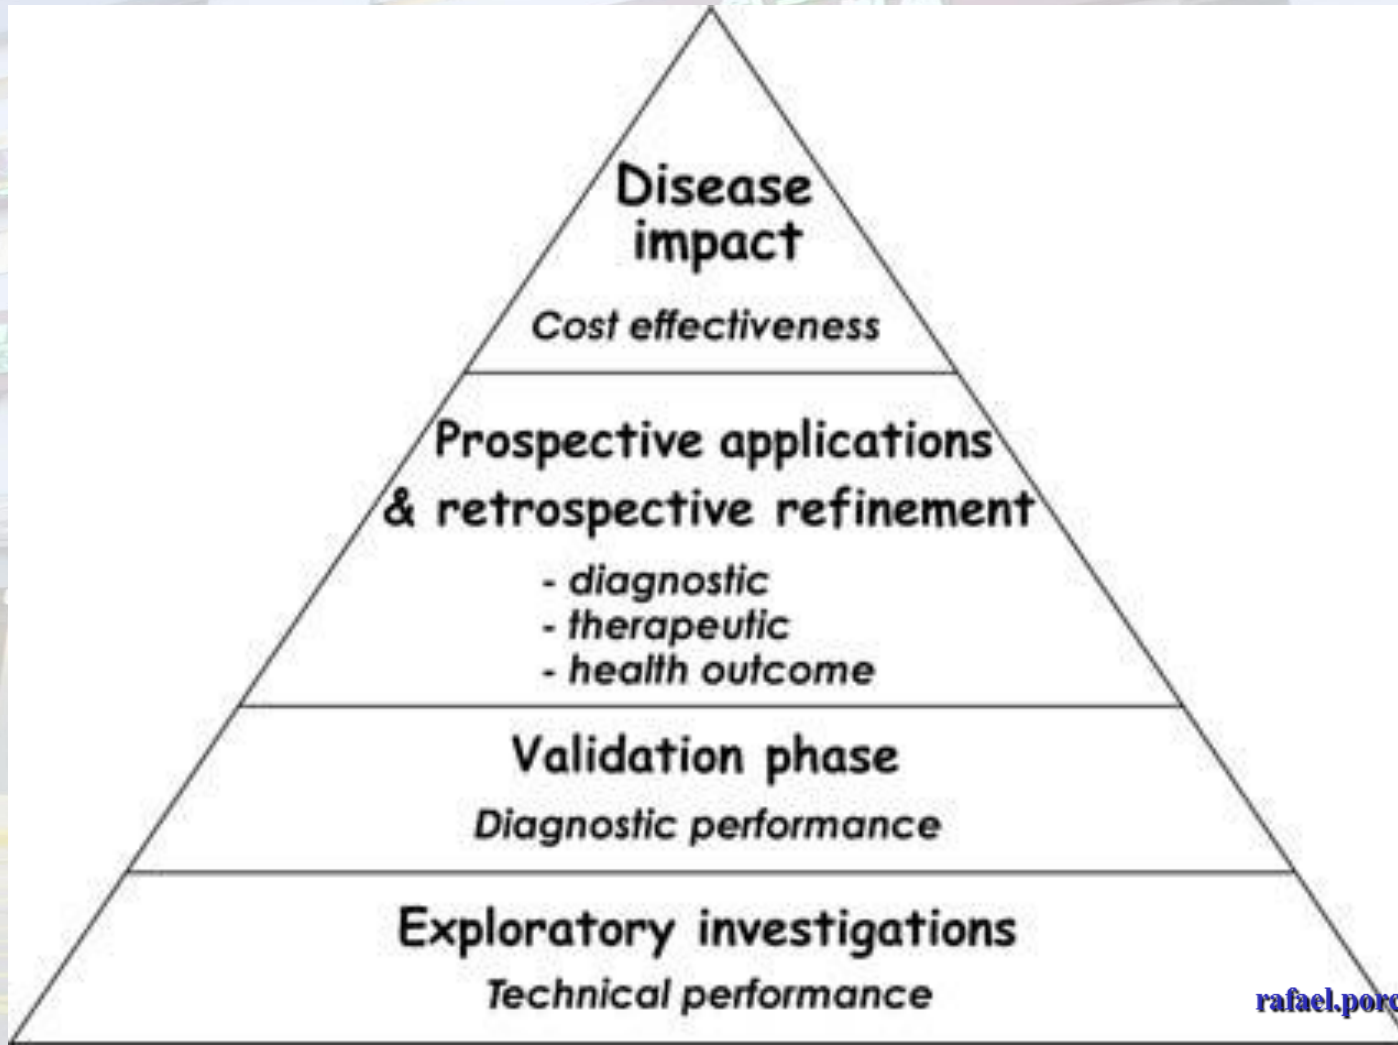 Disease
impact
Cost effectiveness
Prospective applications
& retrospective refinement
- diagnostic
- therapeutic
- health outcome
Validation phase
Diagnostic performance
Exploratory investigations
Technical performance